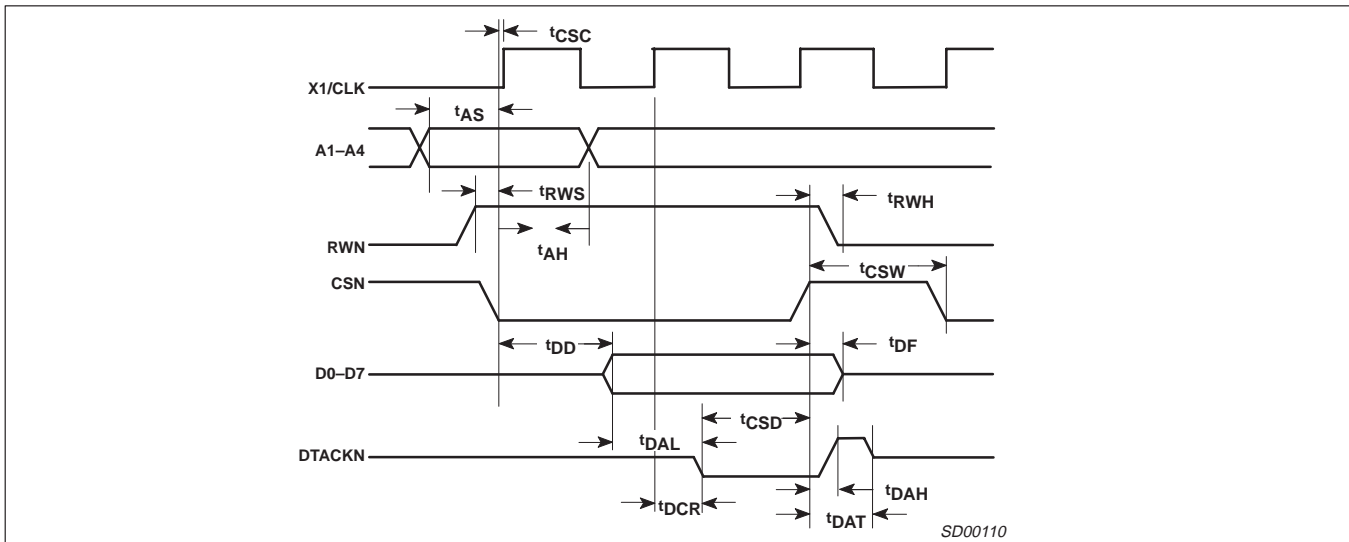 tCSC
X1/CLK
tAS
A1–A4
tRWS
tRWH
RWN
tAH
tCSW
CSN
tDD
tDF
D0–D7
tCSD
tDAL
DTACKN
tDAH
tDCR
tDAT
SD00110